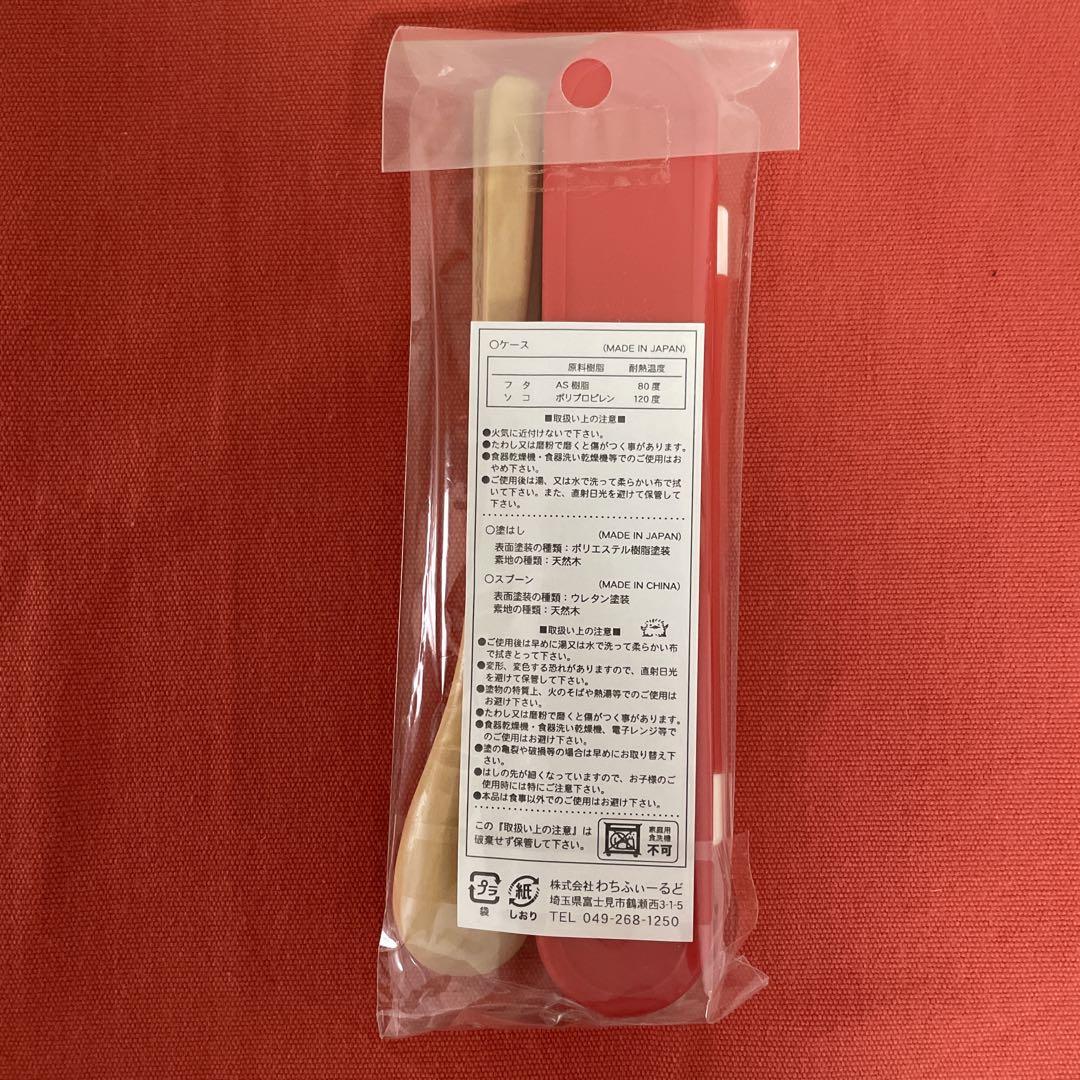 〇ケース (MADE IN JAPAN)
原料樹脂 耐熱温度
フタ AS樹脂 80度
ソコ ポリプロピレン 120度
■取扱い上の注意■
●火気に近付けないで下さい。
●たわし又は磨粉で磨くと傷がつく事があります。
●食器乾燥機・食器洗い乾燥機等でのご使用はお
やめ下さい。
●ご使用後は湯、又は水で洗って柔らかい布で拭
いて下さい。また、直射日光を避けて保管して
下さい。
〇塗はし (MADE IN JAPAN)
表面塗装の種類：ポリエステル樹脂塗装
素地の種類：天然木
〇スプーン (MADE IN CHINA)
表面塗装の種類：ウレタン塗装
素地の種類：天然木
■取扱い上の注意■
●ご使用後は早めに湯又は水で洗って柔らかい布
で拭きとって下さい。
●変形、変色する恐れがありますので、直射日光
を避けて保管して下さい。
●塗物の特質上、火のそばや熱湯等でのご使用は
お避け下さい。
●たわし又は磨粉で磨くと傷がつく事があります。
●食器乾燥機・食器洗い乾燥機、電子レンジ等で
のご使用はお避け下さい。
●塗の亀裂や破損等の場合は早めにお取り替え下
さい。
●はしの先が細くなっていますので、お子様のご
使用時には特にご注意下さい。
●本品は食事以外でのご使用はお避け下さい。
この『取扱い上の注意』は
破棄せず保管して下さい。
家庭用
食洗機
不可
プラ
袋
紙
しおり
株式会社わちふぃーるど
埼玉県富士見市鶴瀬西3-1-5
TEL 049-268-1250